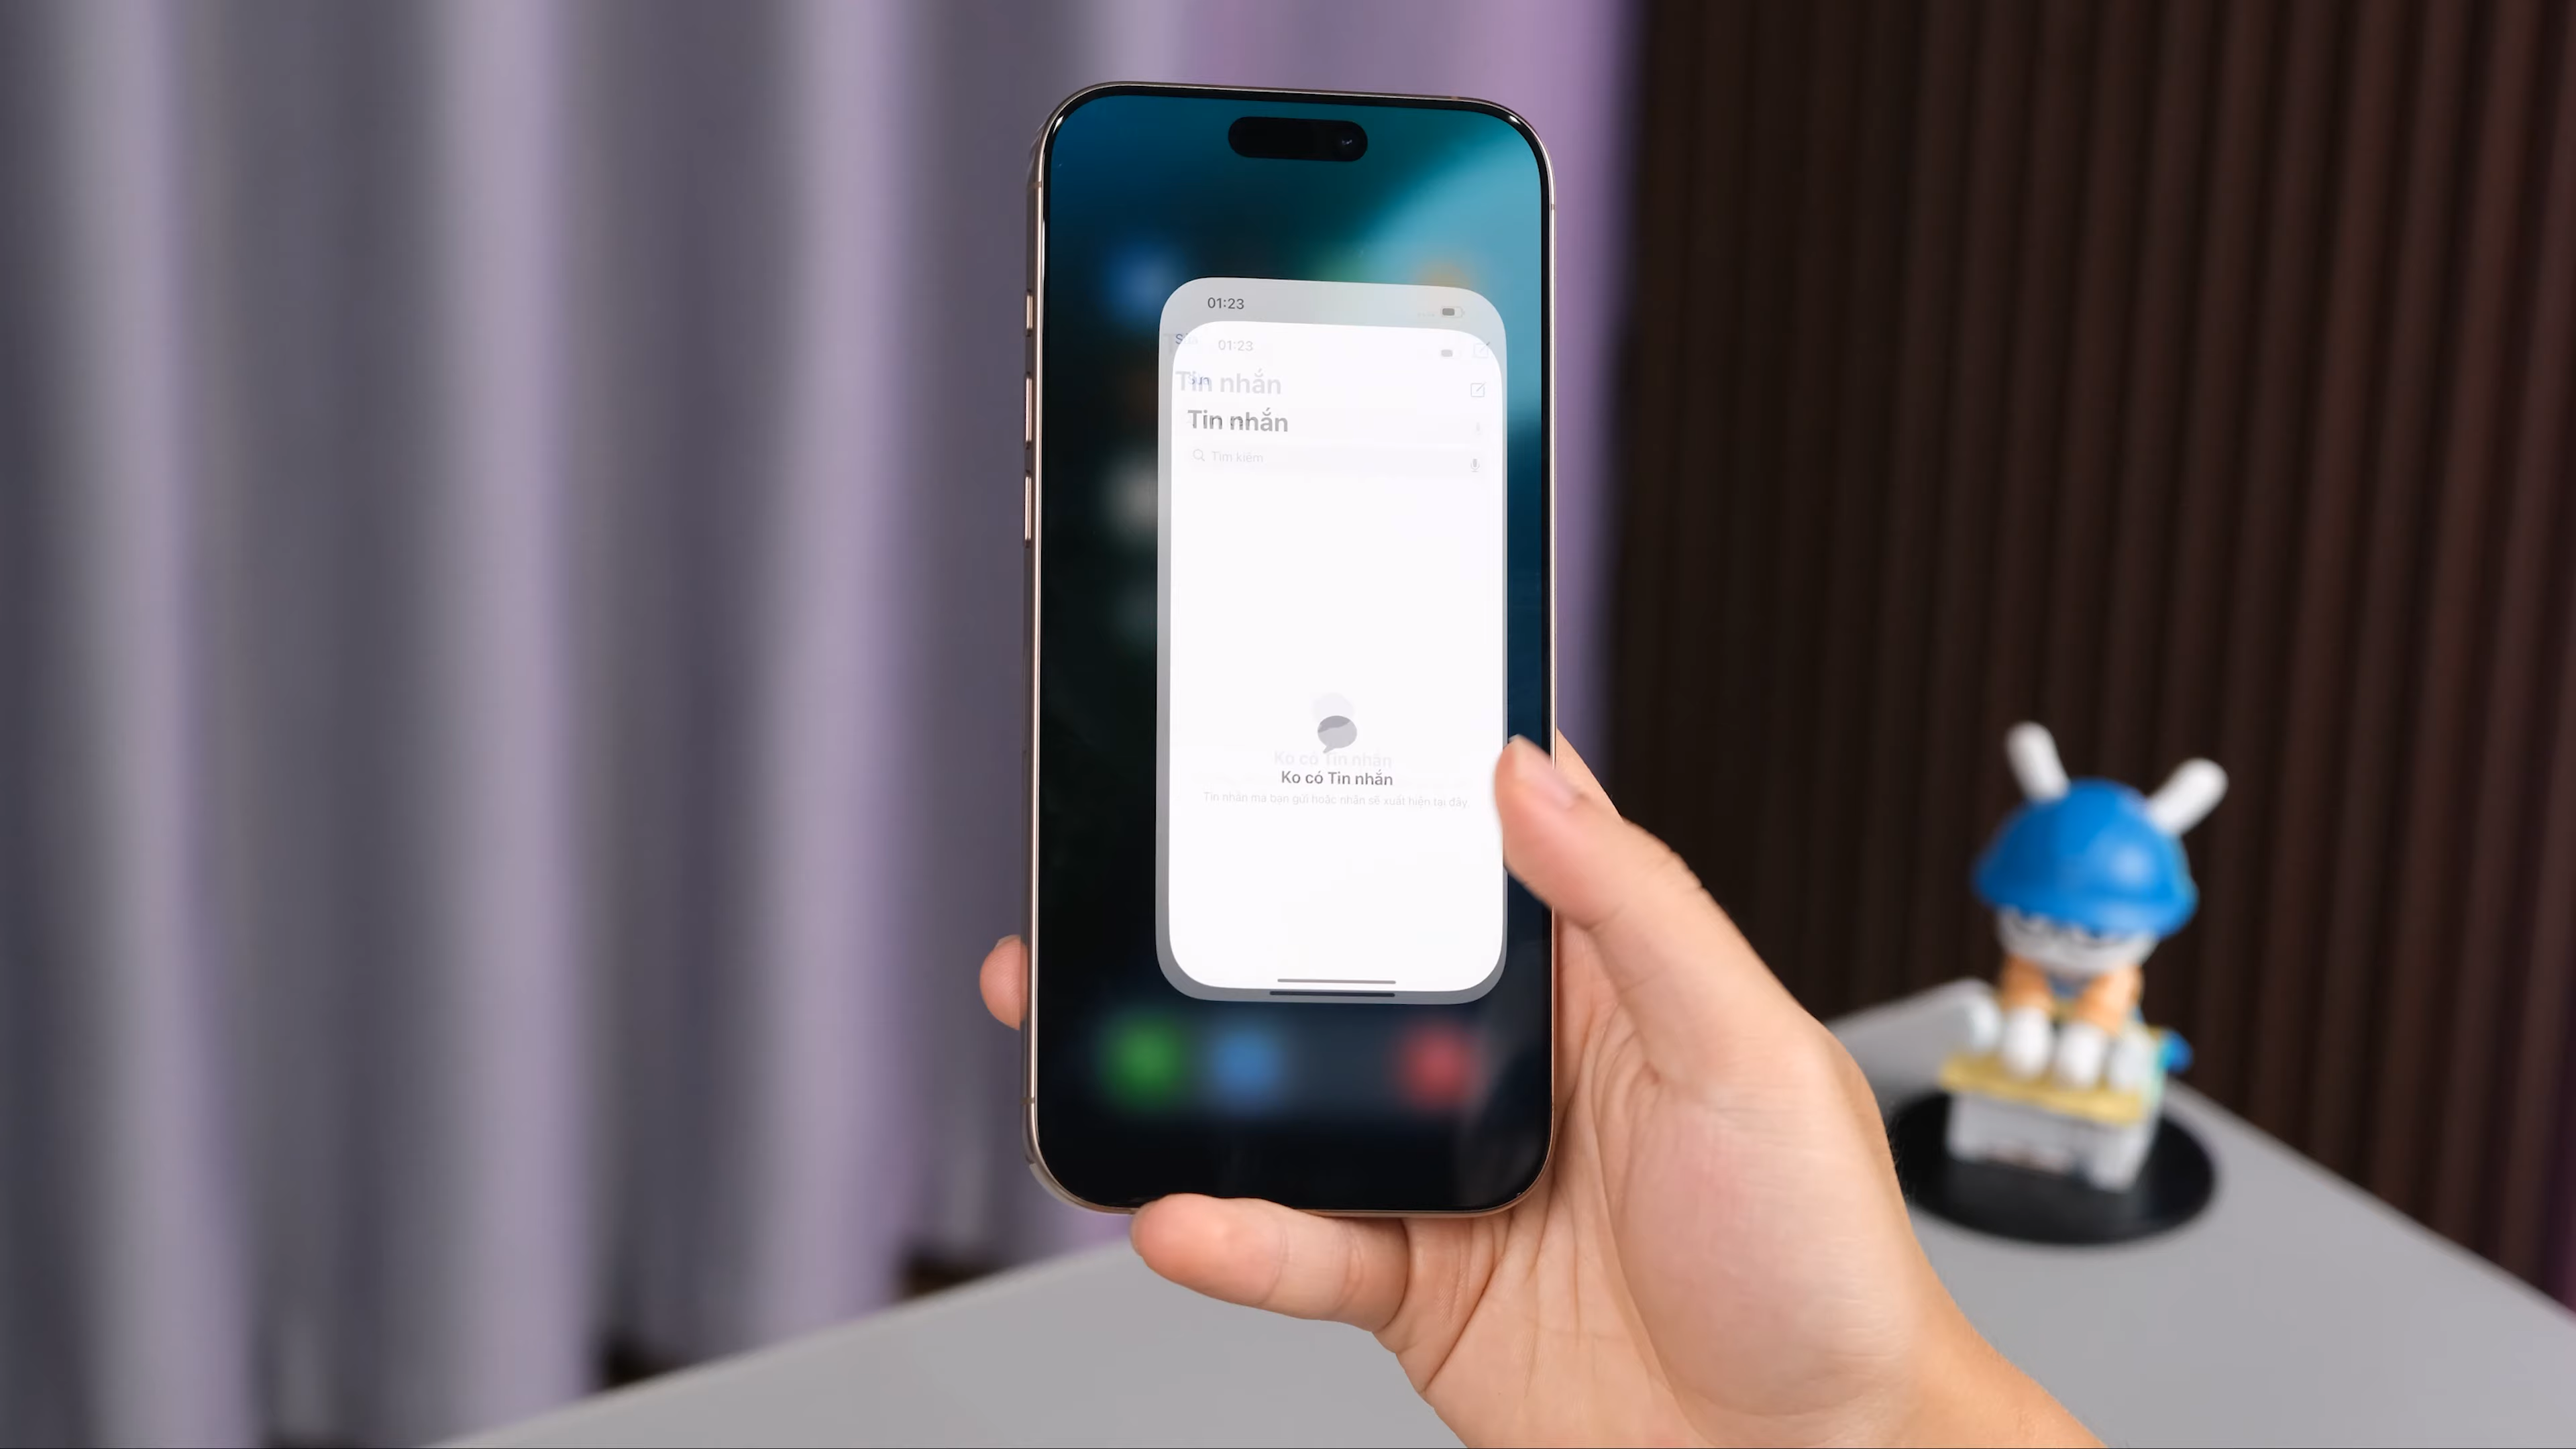 01:23
01:23
Tin nhắn
Tin nhắn
Tìm kiếm
Ko có Tin nhắn
Ko có Tin nhắn
Tin nhắn mà bạn gửi hoặc nhận sẽ xuất hiện tại đây.